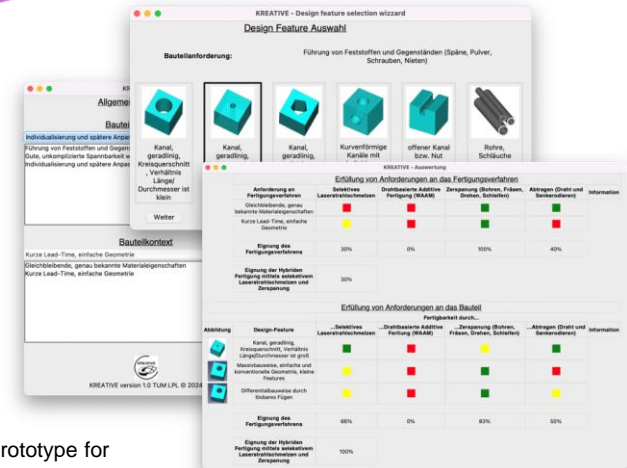 KREATIVE - Design feature selection wizzard
Design Feature Auswahl
Bauteilanforderung:
Führung von Feststoffen und Gegenständen (Späne, Pulver,
Schrauben, Nieten)
Kanal,
geradlinig,
Kreisquerschnitt
, Verhältnis
Länge/
Durchmesser ist
klein
Kanal,
geradlinig,
Kanal,
geradlinig,
Kurvenförmige
Kanäle mit
offener Kanal
bzw. Nut
Rohre,
Schläuche
Weiter
Individualisierung und spätere Anpas
Führung von Feststoffen und Gegens
Gute, unkomplizierte Spannbarkeit w
Individualisierung und spätere Anpas
Bauteilkontext
Kurze Lead-Time, einfache Geometrie
Gleichbleibende, genau bekannte Materialeigenschaften
Kurze Lead-Time, einfache Geometrie
KREATIVE
KREATIVE version 1.0 TUM LPL © 2024
KREATIVE - Auswertung
Erfüllung von Anforderungen an das Fertigungsverfahren
Anforderung an
Fertigungsverfahren
Selektives
Laserstrahlschmelzen
Drahtbasierte Additive
Fertigung (WAAM)
Zerspanung (Bohren, Fräsen,
Drehen, Schleifen)
Abtragen (Draht und
Senkerodieren)
Information
Gleichbleibende, genau
bekannte Materialeigenschaften
Kurze Lead-Time, einfache
Geometrie
Eignung des
Fertigungsverfahrens
30%
0%
100%
40%
Eignung der Hybriden
Fertigung mittels selekativem
Laserstrahlschmelzen und
Zerspanung
30%
Erfüllung von Anforderungen an das Bauteil
Fertigbarkeit durch...
Abbildung
Design-Feature
...Selektives
Laserstrahlschmelzen
...Drahtbasierte Additive
Fertigung (WAAM)
...Zerspanung (Bohren,
Fräsen, Drehen, Schleifen)
...Abtragen (Draht und
Senkerodieren)
Information
Kanal, geradlinig,
Kreisquerschnitt, Verhältnis
Länge/Durchmesser ist groß
Massivbauweise, einfache und
konventionelle Geometrie, kleine
Features
Differentialbauweise durch
lösbares Fügen
Eignung des
Fertigungsverfahrens
66%
0%
83%
50%
Eignung der Hybriden
Fertigung mittels selekativem
Laserstrahlschmelzen und
Zerspanung
100%
rototype for